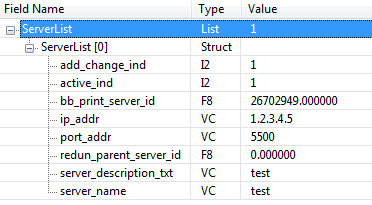 Field Name Type Value
ServerList List 1
ServerList [0] Struct
add_change_ind I2 1
active_ind I2 1
bb_print_server_id F8 26702949.000000
ip_addr VC 1.2.3.4.5
port_addr VC 5500
redun_parent_server_id F8 0.000000
server_description_txt VC test
server_name VC test